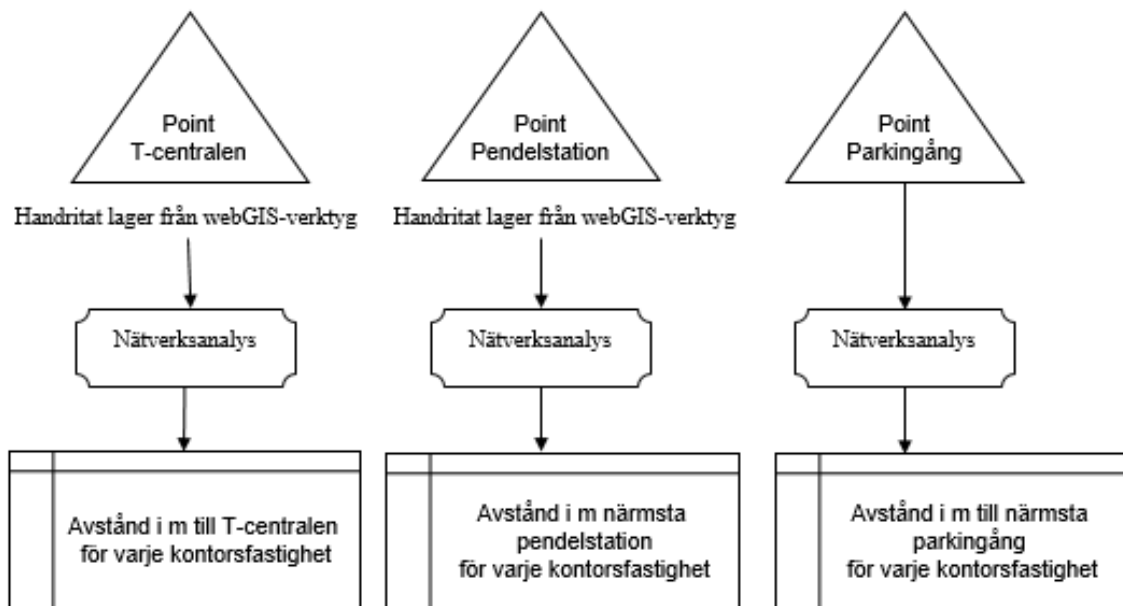 Point
T-centralen
Point
Pendelstation
Point
Parkingång
Handritat lager från webGIS-verktyg
Handritat lager från webGIS-verktyg
Nätverksanalys
Nätverksanalys
Nätverksanalys
Avstånd i m till T-centralen
för varje kontorsfastighet
Avstånd i m närmsta
pendelstation
för varje kontorsfastighet
Avstånd i m till närmsta
parkingång
för varje kontorsfastighet